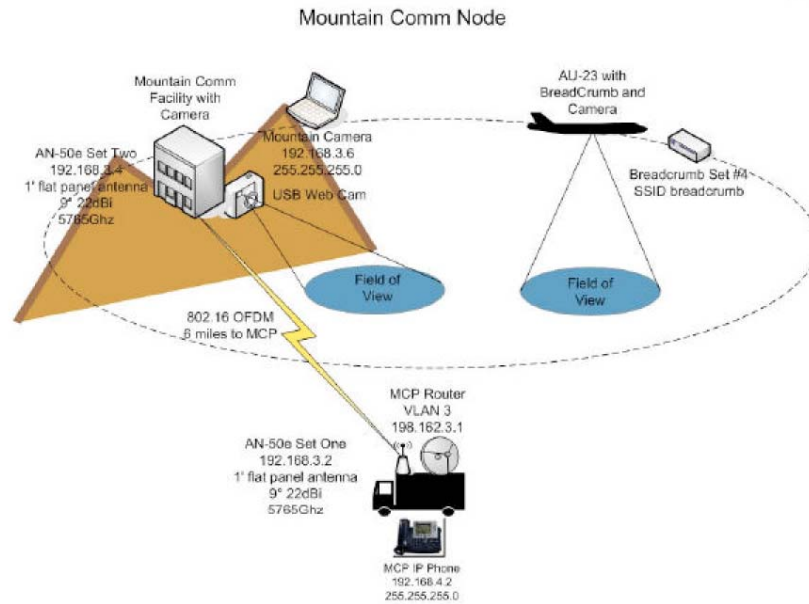 Mountain Comm Node
Mountain Comm
Facility with
Camera
AN-50e Set Two
192.168.3.4
1' flat panel antenna
9° 22dBi
5765Ghz
Mountain Camera
192.168.3.6
255.255.255.0
USB Web Cam
AU-23 with
BreadCrumb and
Camera
Breadcrumb Set #4
SSID breadcrumb
Field of
View
Field of
View
802.16 OFDM
6 miles to MCP
MCP Router
VLAN 3
198.162.3.1
AN-50e Set One
192.168.3.2
1' flat panel antenna
9° 22dBi
5765Ghz
MCP IP Phone
192.168.4.2
255.255.255.0